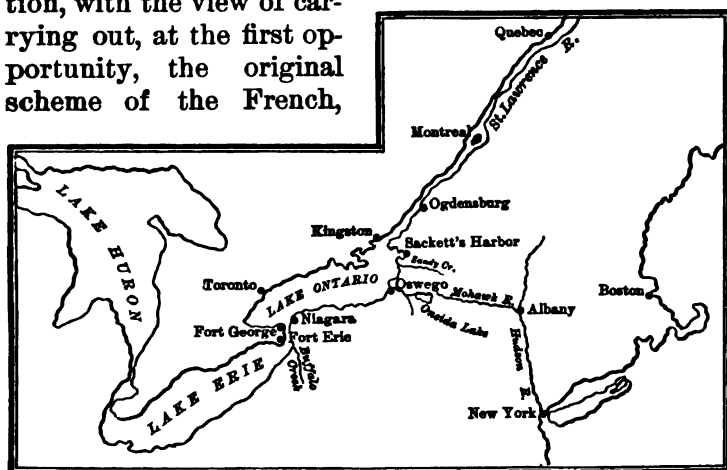 tion, with the view of car-
rying out, at the first op-
portunity, the original
scheme of the French,
Quebec
St. Lawrence R.
Montreal
Ogdensburg
Kingston
Sackett's Harbor
Sandy Cr.
LAKE HURON
Toronto
LAKE ONTARIO
Oswego
Mohawk R.
Oneida Lake
Albany
Boston
Niagara
Fort George
Fort Erie
Buffalo Creek
LAKE ERIE
Hudson R.
New York